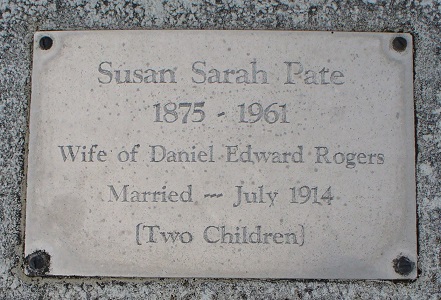 Susan Sarah Pate
1875 - 1961
Wife of Daniel Edward Rogers
Married --- July 1914
(Two Children)